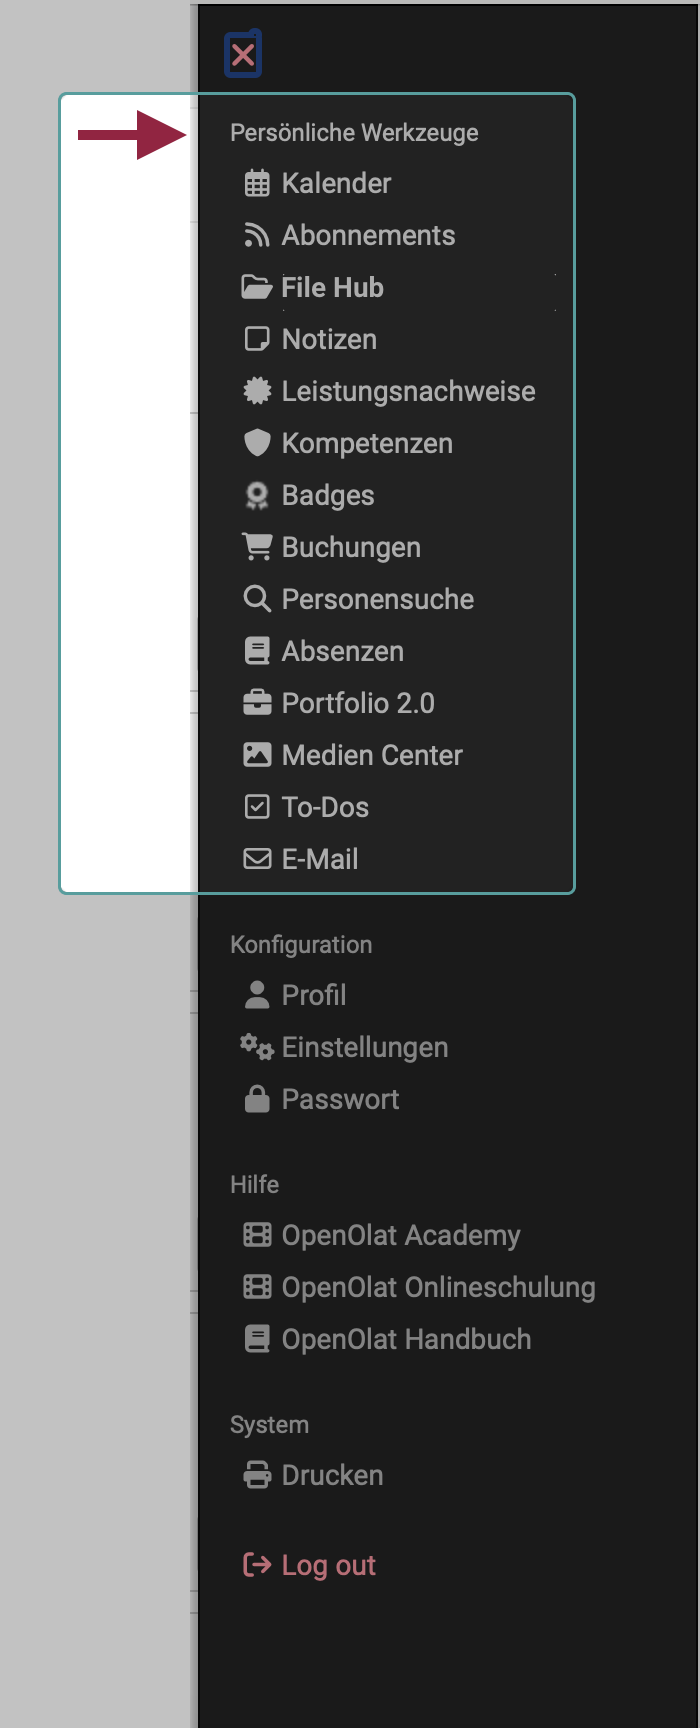 Persönliche Werkzeuge
Kalender
Abonnements
File Hub
Notizen
Leistungsnachweise
Kompetenzen
Badges
Buchungen
Personensuche
Absenzen
Portfolio 2.0
Medien Center
To-Dos
E-Mail
Konfiguration
Profil
Einstellungen
Passwort
Hilfe
OpenOlat Academy
OpenOlat Onlineschulung
OpenOlat Handbuch
System
Drucken
Log out